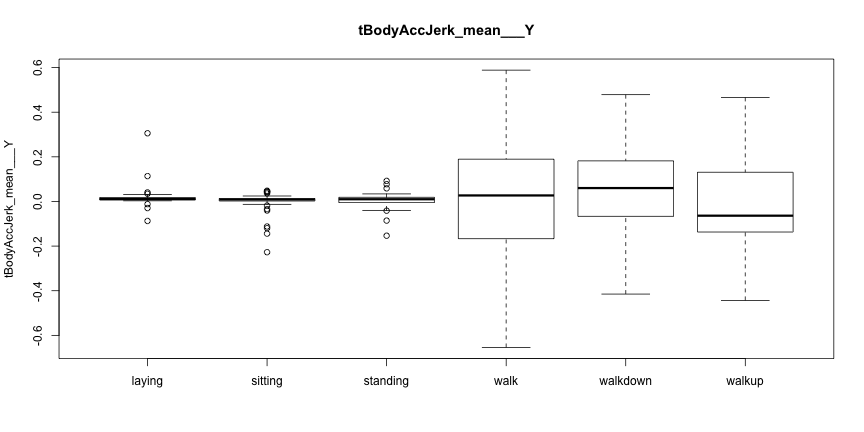 tBodyAccJerk_mean___Y
tBodyAccJerk_mean___Y
0.6
0.4
0.2
0.0
-0.2
-0.4
-0.6
laying sitting standing walk walkdown walkup